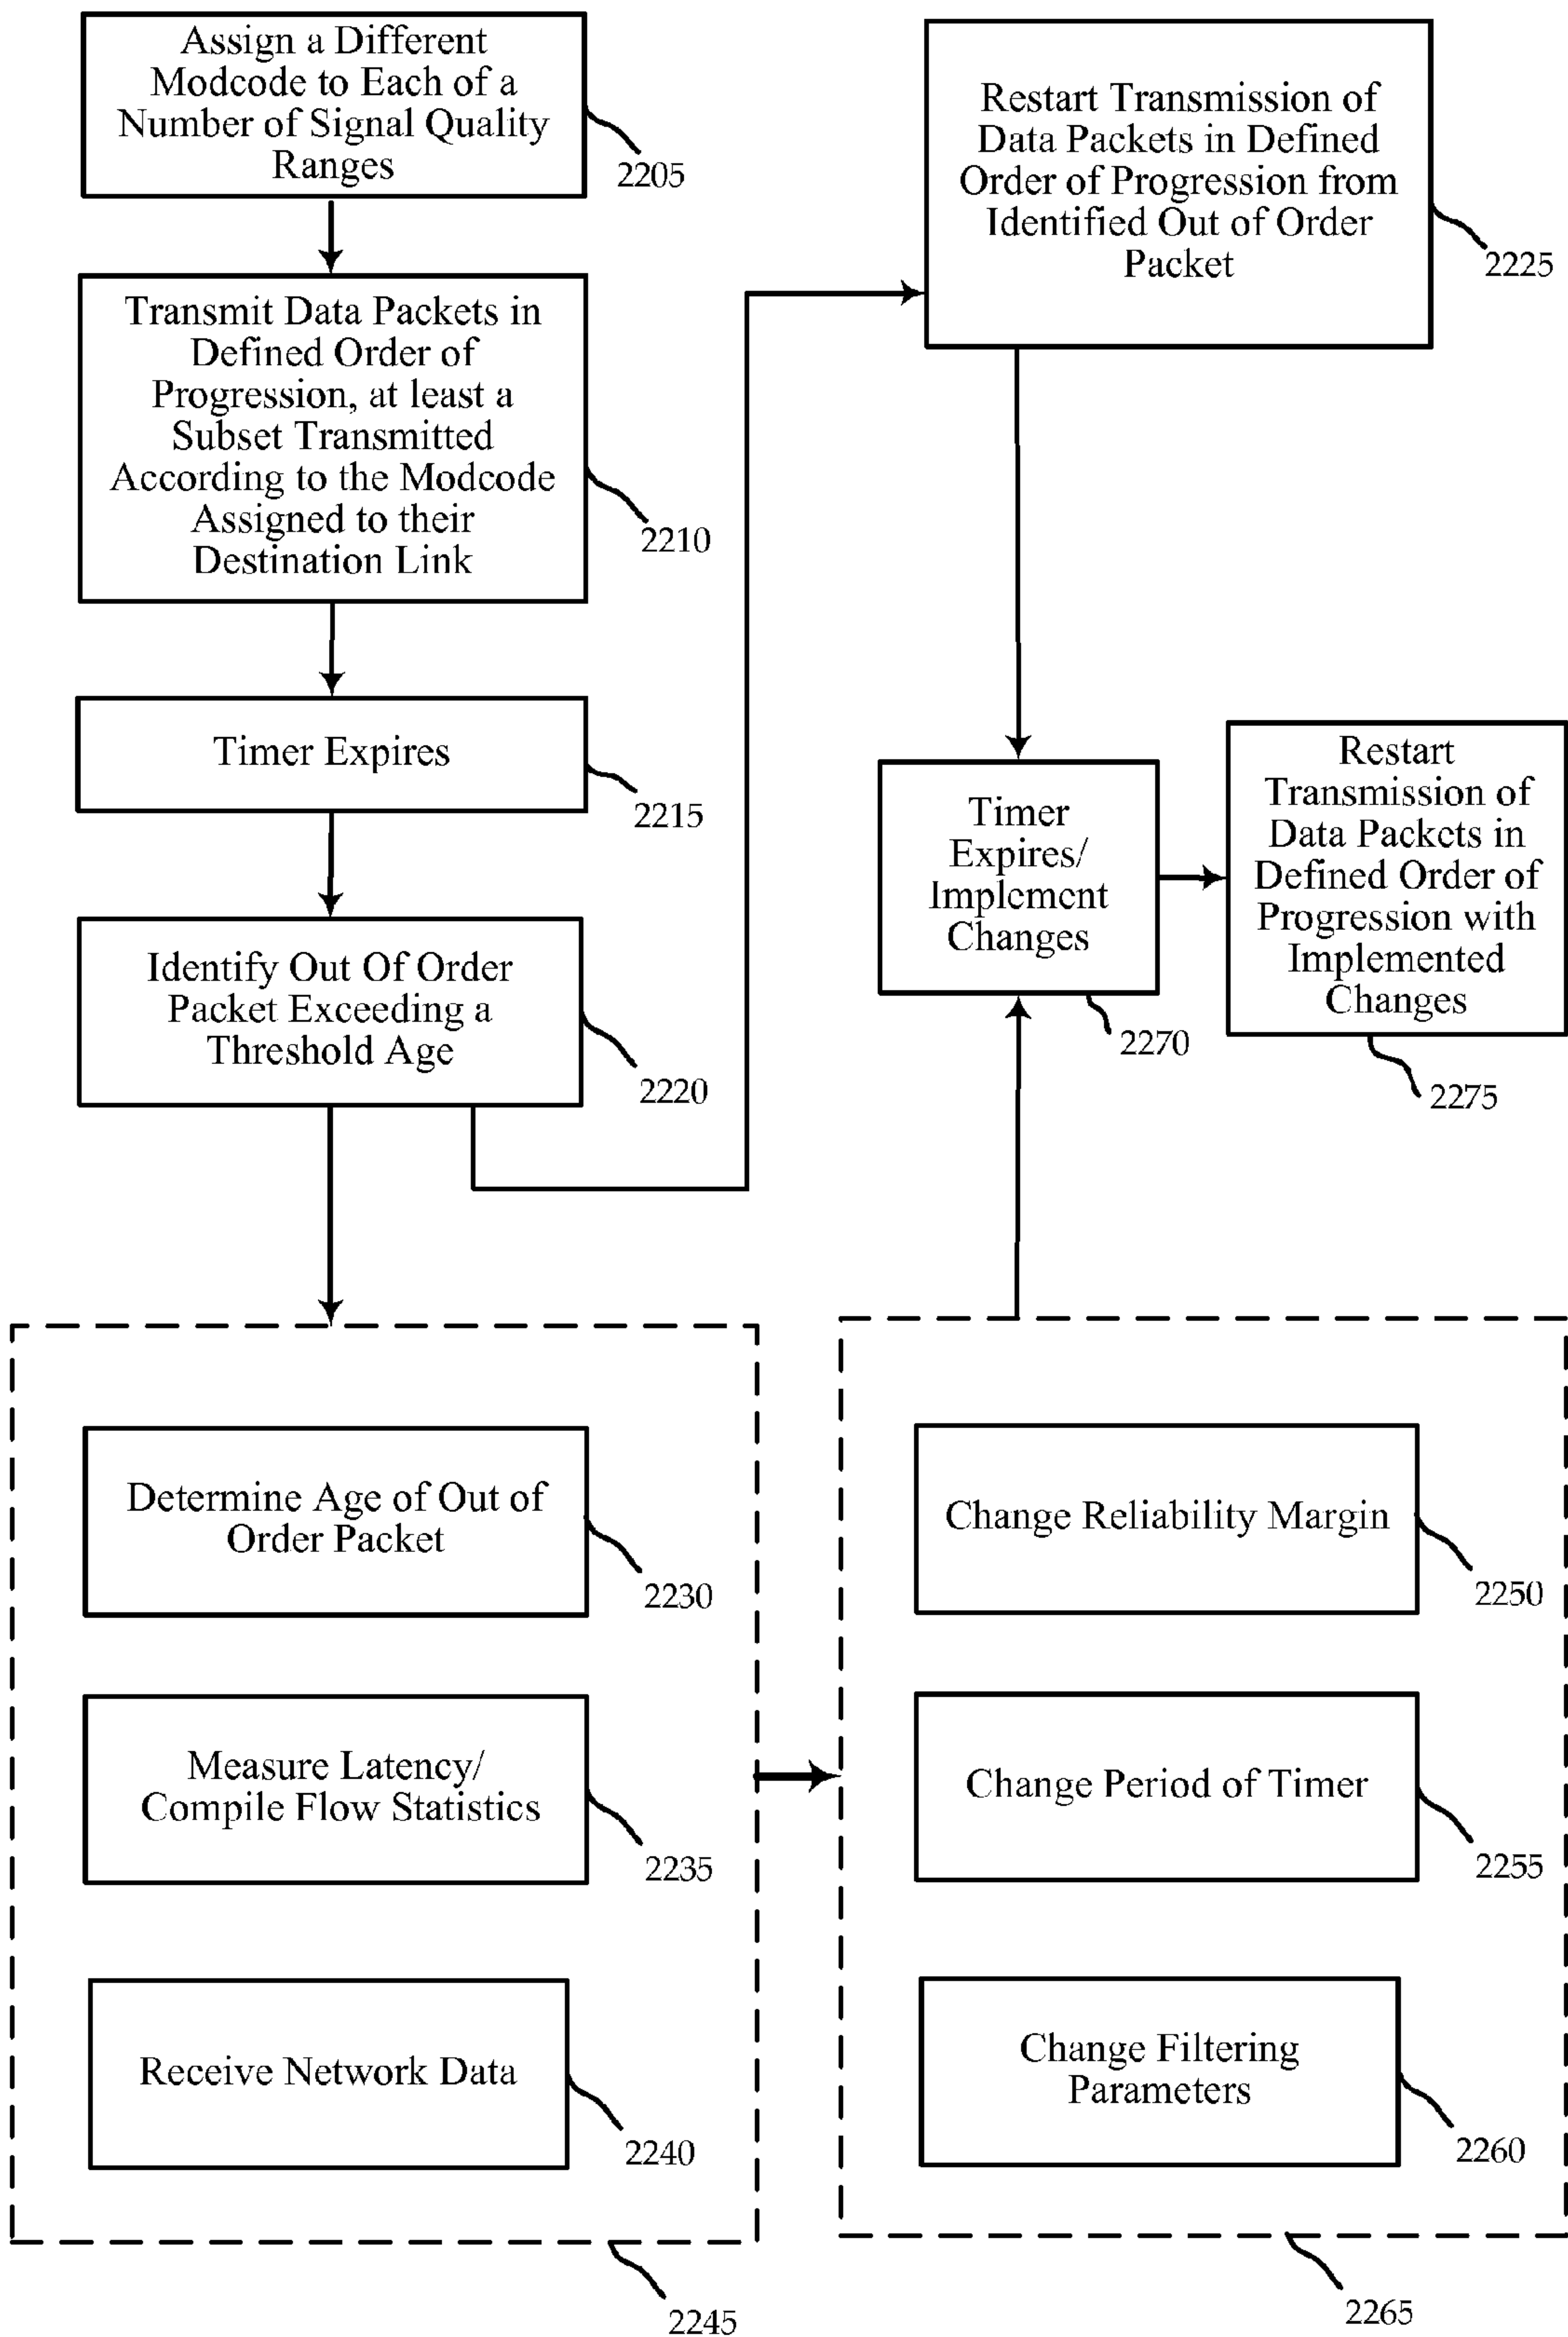 Assign a Different
Modcode to Each of a
Number of Signal Quality
Ranges
2205
Transmit Data Packets in
Defined Order of
Progression, at least a
Subset Transmitted
According to the Modcode
Assigned to their
Destination Link
2210
Timer Expires
2215
Identify Out Of Order
Packet Exceeding a
Threshold Age
2220
Restart Transmission of
Data Packets in Defined
Order of Progression from
Identified Out of Order
Packet
2225
Timer
Expires/
Implement
Changes
2270
Restart
Transmission of
Data Packets in
Defined Order of
Progression with
Implemented
Changes
2275
Determine Age of Out of
Order Packet
2230
Measure Latency/
Compile Flow Statistics
2235
Receive Network Data
2240
2245
Change Reliability Margin
2250
Change Period of Timer
2255
Change Filtering
Parameters
2260
2265